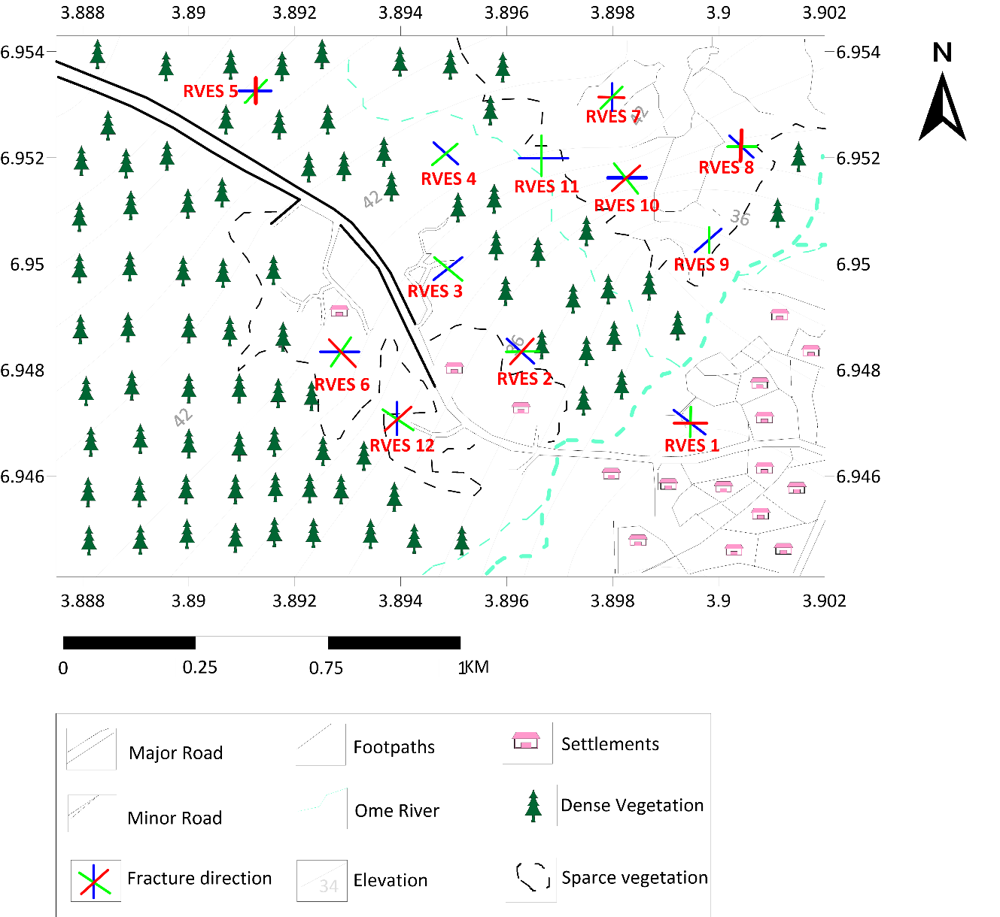 3.888 3.89 3.892 3.894 3.896 3.898 3.9 3.902
N
6.954 6.954
RVES 5
RVES 7
42
6.952 6.952
RVES 8
RVES 4
RVES 11
42
RVES 10
36
6.95 6.95
RVES 9
RVES 3
36
6.948 6.948
RVES 6
RVES 2
42
RVES 12
RVES 1
6.946 6.946
3.888 3.89 3.892 3.894 3.896 3.898 3.9 3.902
0 0.25 0.75 1KM
Major Road
Footpaths
Settlements
Minor Road
Ome River
Dense Vegetation
Fracture direction
34
Elevation
Sparce vegetation